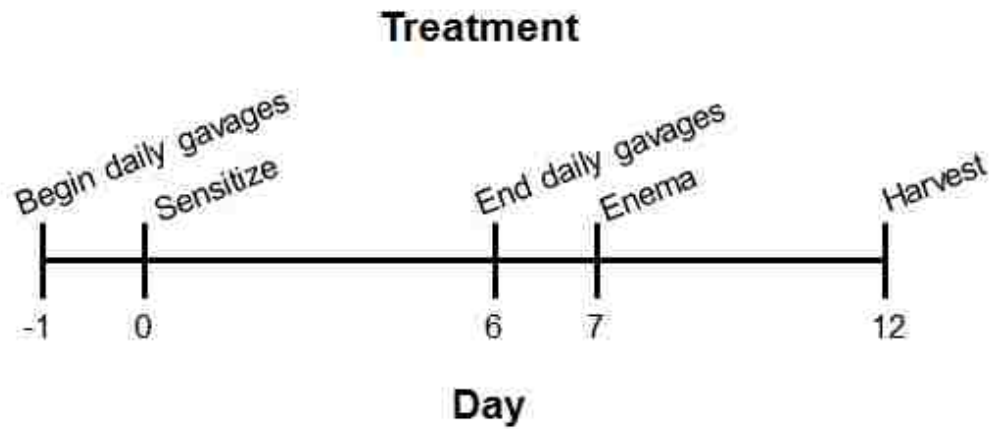 Treatment
Begin daily gavages
Sensitize
End daily gavages
Enema
Harvest
-1
0
6
7
12
Day